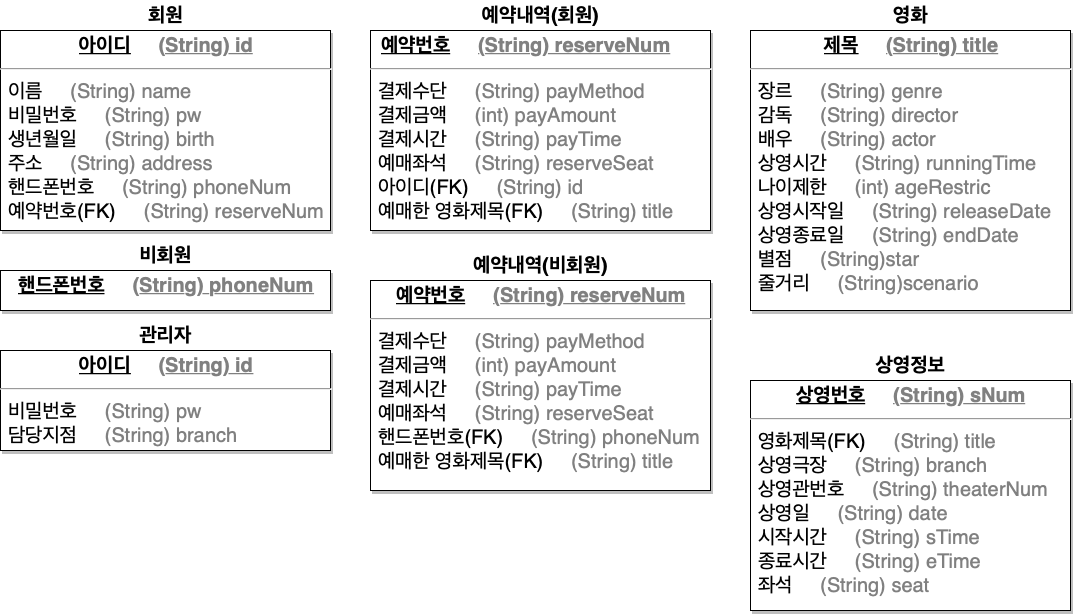 회원
아이디 (String) id
이름 (String) name
비밀번호 (String) pw
생년월일 (String) birth
주소 (String) address
핸드폰번호 (String) phoneNum
예약번호(FK) (String) reserveNum
비회원
핸드폰번호 (String) phoneNum
관리자
아이디 (String) id
비밀번호 (String) pw
담당지점 (String) branch
예약내역(회원)
예약번호 (String) reserveNum
결제수단 (String) payMethod
결제금액 (int) payAmount
결제시간 (String) payTime
예매좌석 (String) reserveSeat
아이디(FK) (String) id
예매한 영화제목(FK) (String) title
예약내역(비회원)
예약번호 (String) reserveNum
결제수단 (String) payMethod
결제금액 (int) payAmount
결제시간 (String) payTime
예매좌석 (String) reserveSeat
핸드폰번호(FK) (String) phoneNum
예매한 영화제목(FK) (String) title
영화
제목 (String) title
장르 (String) genre
감독 (String) director
배우 (String) actor
상영시간 (String) runningTime
나이제한 (int) ageRestric
상영시작일 (String) releaseDate
상영종료일 (String) endDate
별점 (String)star
줄거리 (String)scenario
상영정보
상영번호 (String) sNum
영화제목(FK) (String) title
상영극장 (String) branch
상영관번호 (String) theaterNum
상영일 (String) date
시작시간 (String) sTime
종료시간 (String) eTime
좌석 (String) seat